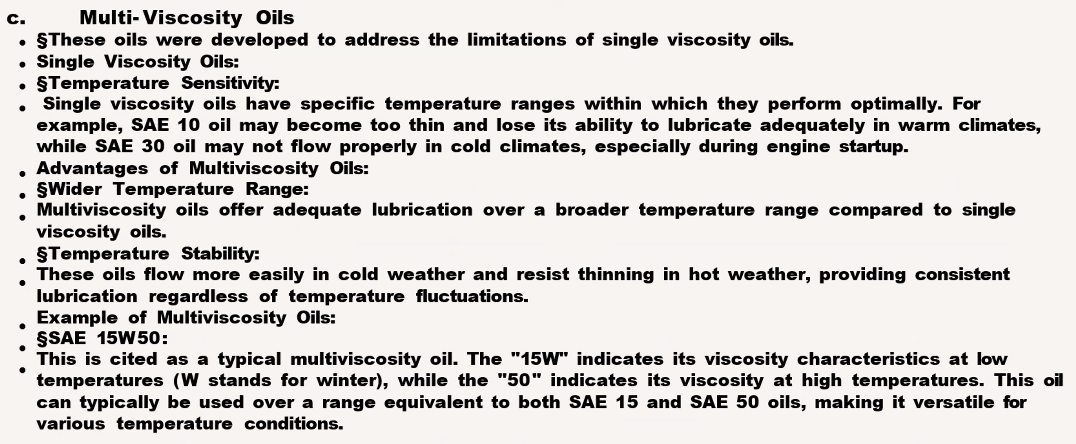 c. Multi-Viscosity Oils
• §These oils were developed to address the limitations of single viscosity oils.
• Single Viscosity Oils:
• §Temperature Sensitivity:
• Single viscosity oils have specific temperature ranges within which they perform optimally. For
example, SAE 10 oil may become too thin and lose its ability to lubricate adequately in warm climates,
while SAE 30 oil may not flow properly in cold climates, especially during engine startup.
• Advantages of Multiviscosity Oils:
• §Wider Temperature Range:
• Multiviscosity oils offer adequate lubrication over a broader temperature range compared to single
viscosity oils.
• §Temperature Stability:
• These oils flow more easily in cold weather and resist thinning in hot weather, providing consistent
lubrication regardless of temperature fluctuations.
• Example of Multiviscosity Oils:
• §SAE 15W50:
• This is cited as a typical multiviscosity oil. The "15W" indicates its viscosity characteristics at low
temperatures (W stands for winter), while the "50" indicates its viscosity at high temperatures. This oil
can typically be used over a range equivalent to both SAE 15 and SAE 50 oils, making it versatile for
various temperature conditions.